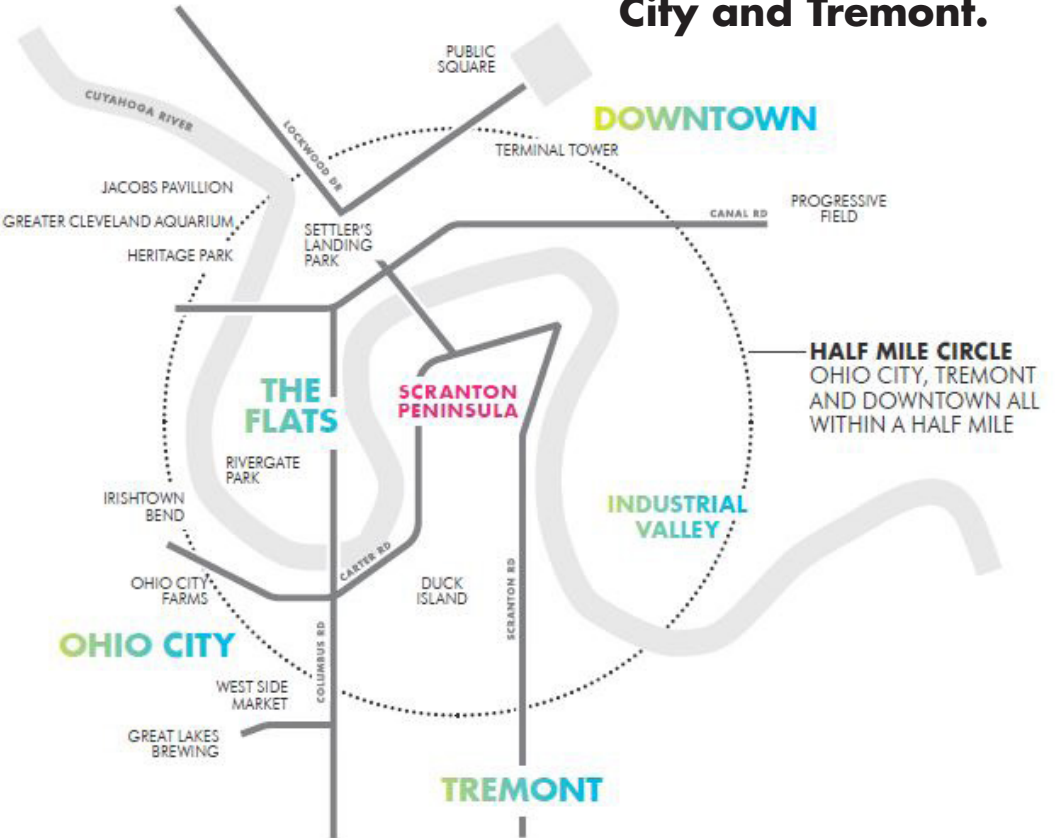 City and Tremont.
PUBLIC
SQUARE
CUYAHOGA RIVER
LOCKWOOD DR
DOWNTOWN
TERMINAL TOWER
JACOBS PAVILLION
GREATER CLEVELAND AQUARIUM
HERITAGE PARK
SETTLER'S
LANDING
PARK
CANAL RD
PROGRESSIVE
FIELD
HALF MILE CIRCLE
OHIO CITY, TREMONT
AND DOWNTOWN ALL
WITHIN A HALF MILE
THE
FLATS
SCRANTON
PENINSULA
RIVERGATE
PARK
IRISHTOWN
BEND
INDUSTRIAL
VALLEY
CARTER RD
OHIO CITY
FARMS
DUCK
ISLAND
SCRANTON RD
OHIO CITY
COLUMBUS RD
WEST SIDE
MARKET
GREAT LAKES
BREWING
TREMONT